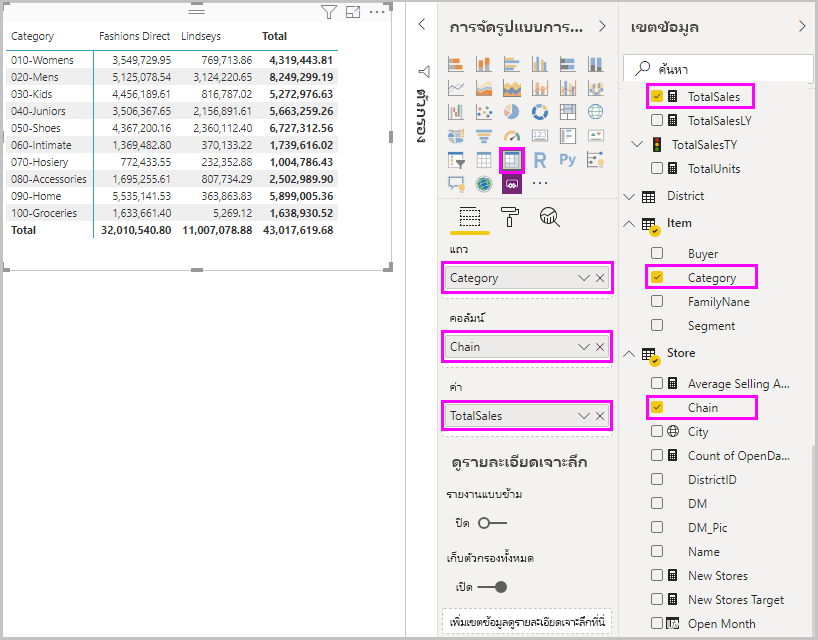 Category Fashions Direct Lindseys Total
010-Womens 3,549,729.95 769,713.86 4,319,443.81
020-Mens 5,125,078.54 3,124,220.65 8,249,299.19
030-Kids 4,456,189.61 816,787.02 5,272,976.63
040-Juniors 3,506,367.65 2,156,891.61 5,663,259.26
050-Shoes 4,367,200.16 2,360,112.40 6,727,312.56
060-Intimate 1,369,482.80 370,133.22 1,739,616.02
070-Hosiery 772,433.55 232,352.88 1,004,786.43
080-Accessories 1,695,255.61 807,734.29 2,502,989.90
090-Home 5,535,141.53 363,863.83 5,899,005.36
100-Groceries 1,633,661.40 5,269.12 1,638,930.52
Total 32,010,540.80 11,007,078.88 43,017,619.68
ตัวกรอง
การจัดรูปแบบการ...
R Py
123
แถว
Category
คอลัมน์
Chain
ค่า
TotalSales
ดูรายละเอียดเจาะลึก
รายงานแบบข้าม
ปิด
เก็บตัวกรองทั้งหมด
เปิด
เพิ่มเขตข้อมูลดูรายละเอียดเจาะลึกที่นี่
เขตข้อมูล
ค้นหา
TotalSales
TotalSalesLY
TotalSalesTY
TotalUnits
District
Item
Buyer
Category
FamilyNane
Segment
Store
Average Selling A...
Chain
City
Count of OpenDa...
DistrictID
DM
DM_Pic
Name
New Stores
New Stores Target
Open Month